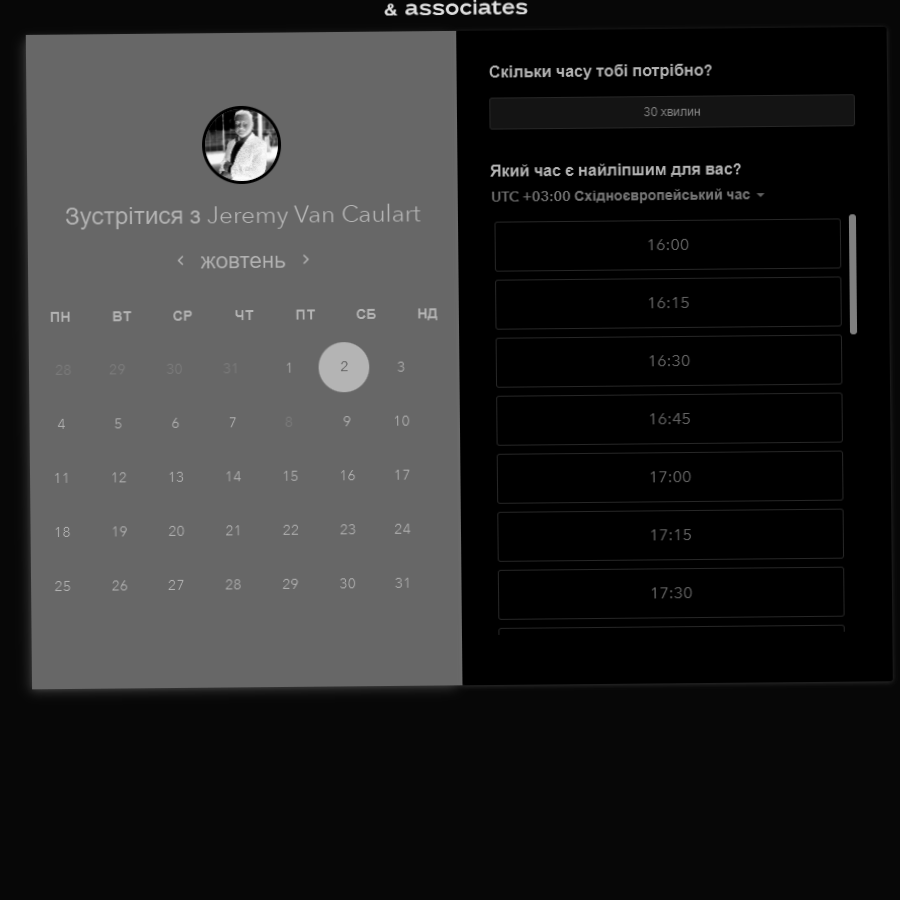 & associates
Зустрітися з Jeremy Van Caulart
жовтень
ПН ВТ СР ЧТ ПТ СБ НД
28 29 30 31 1 2 3
4 5 6 7 8 9 10
11 12 13 14 15 16 17
18 19 20 21 22 23 24
25 26 27 28 29 30 31
Скільки часу тобі потрібно?
30 хвилин
Який час є найліпшим для вас?
UTC +03:00 Східноєвропейський час
16:00
16:15
16:30
16:45
17:00
17:15
17:30